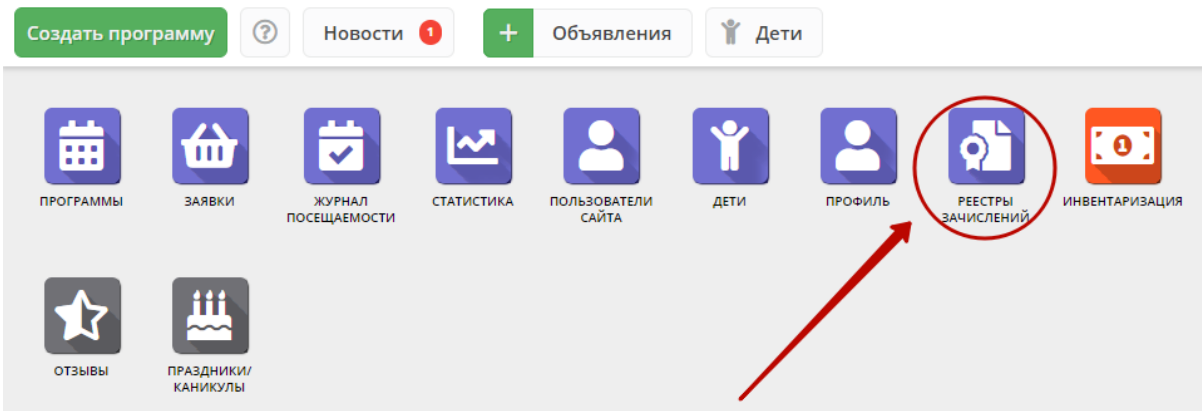 Создать программу
?
Новости 1
+ Объявления
Дети
ПРОГРАММЫ
ЗАЯВКИ
ЖУРНАЛ
ПОСЕЩАЕМОСТИ
СТАТИСТИКА
ПОЛЬЗОВАТЕЛИ
САЙТА
ДЕТИ
ПРОФИЛЬ
РЕЕСТРЫ
ЗАЧИСЛЕНИЙ
1
ИНВЕНТАРИЗАЦИЯ
ОТЗЫВЫ
ПРАЗДНИКИ/
КАНИКУЛЫ